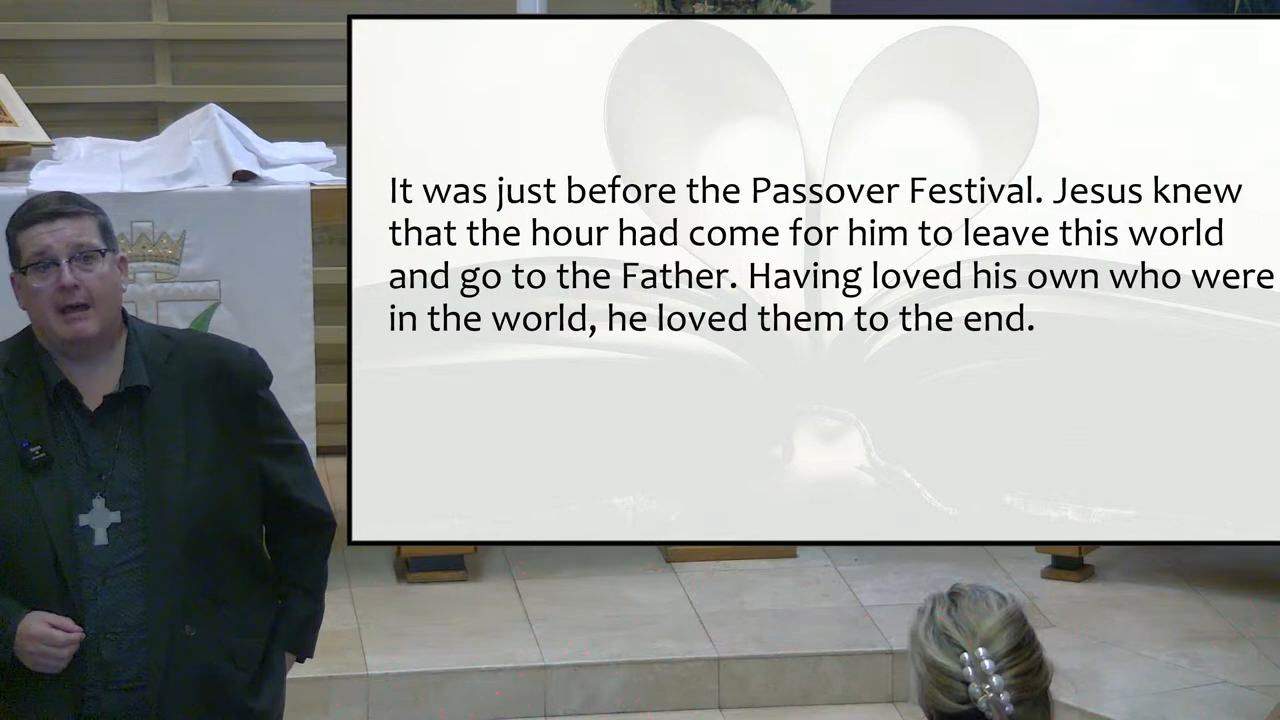 It was just before the Passover Festival. Jesus knew
that the hour had come for him to leave this world
and go to the Father. Having loved his own who were
in the world, he loved them to the end.